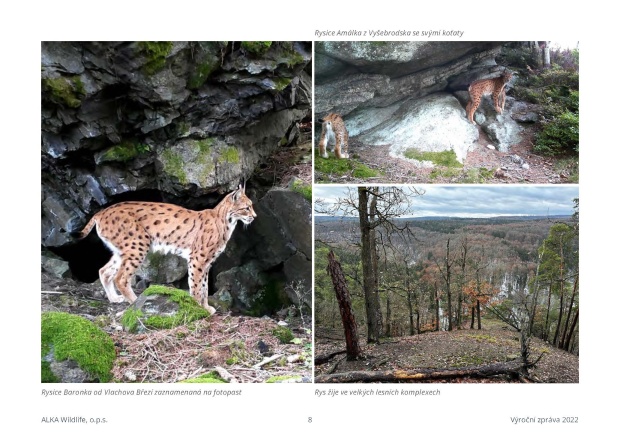 Rysice Amálka z Vyšebrodska se svými kotaty
Rysice Baronka od Vlachova Březí zaznamenaná na fotopast
Rys žije ve velkých lesních komplexech
ALKA Wildlife, o.p.s.
8
Výroční zpráva 2022